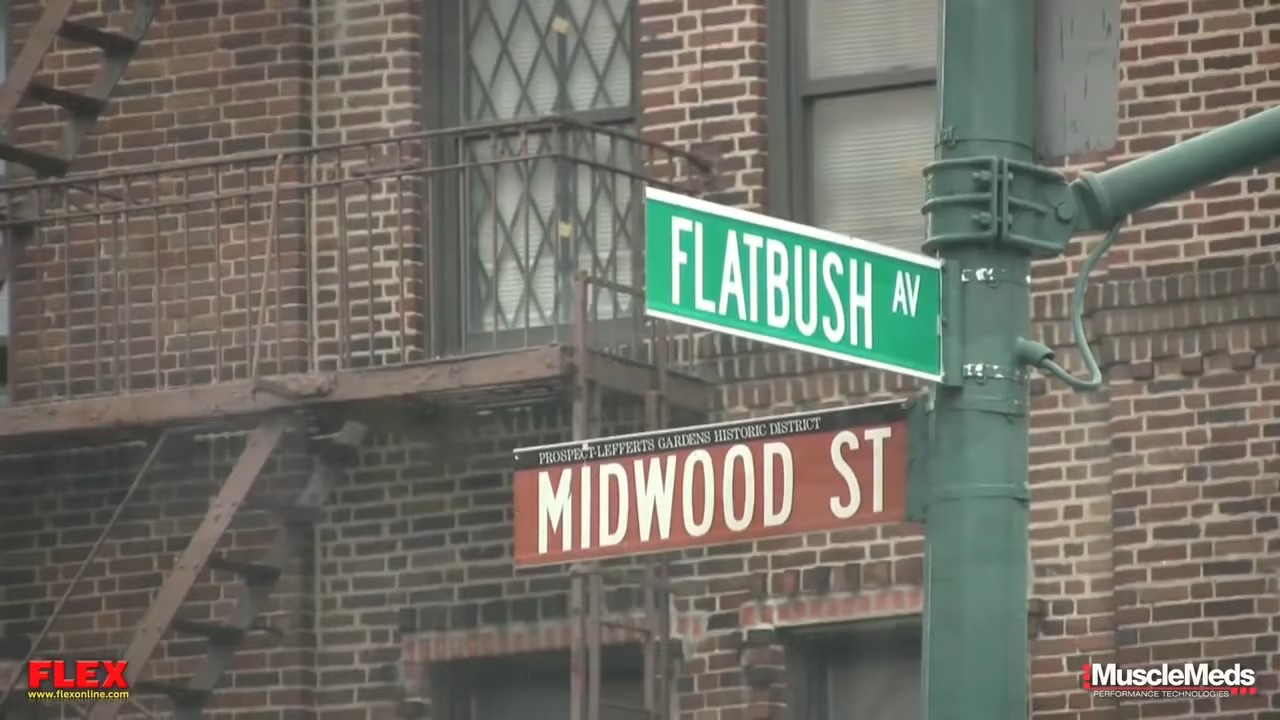 FLATBUSH AV
PROSPECT-LEFFERTS GARDENS HISTORIC DISTRICT
MIDWOOD ST
FLEX
www.flexonline.com
MuscleMeds
PERFORMANCE TECHNOLOGIES